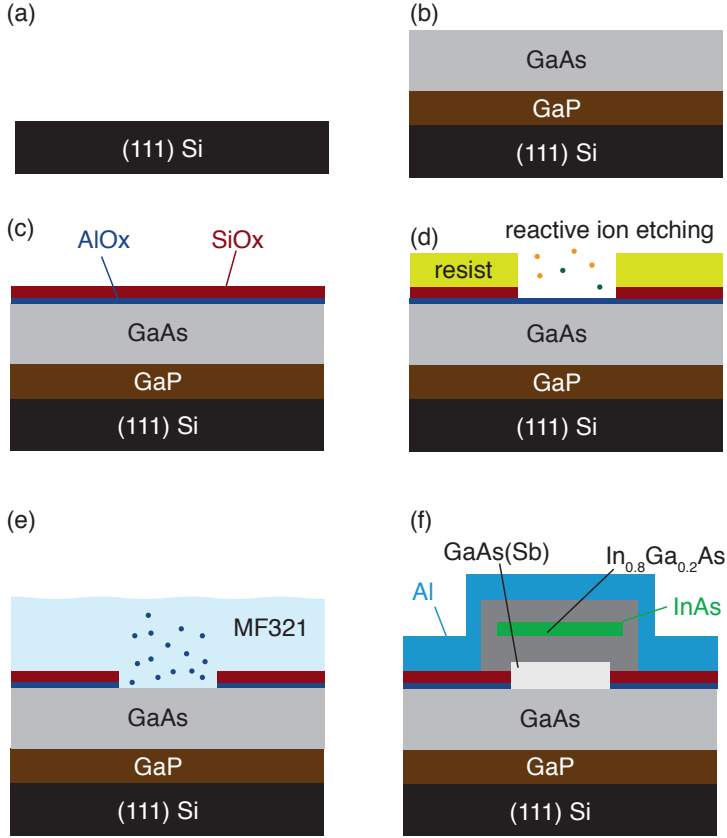 (a)
(111) Si
(b)
GaAs
GaP
(111) Si
(c)
AlOx
SiOx
GaAs
GaP
(111) Si
(d)
reactive ion etching
resist
GaAs
GaP
(111) Si
(e)
MF321
GaAs
GaP
(111) Si
(f)
GaAs(Sb)
In₀.₈Ga₀.₂As
Al
InAs
GaAs
GaP
(111) Si